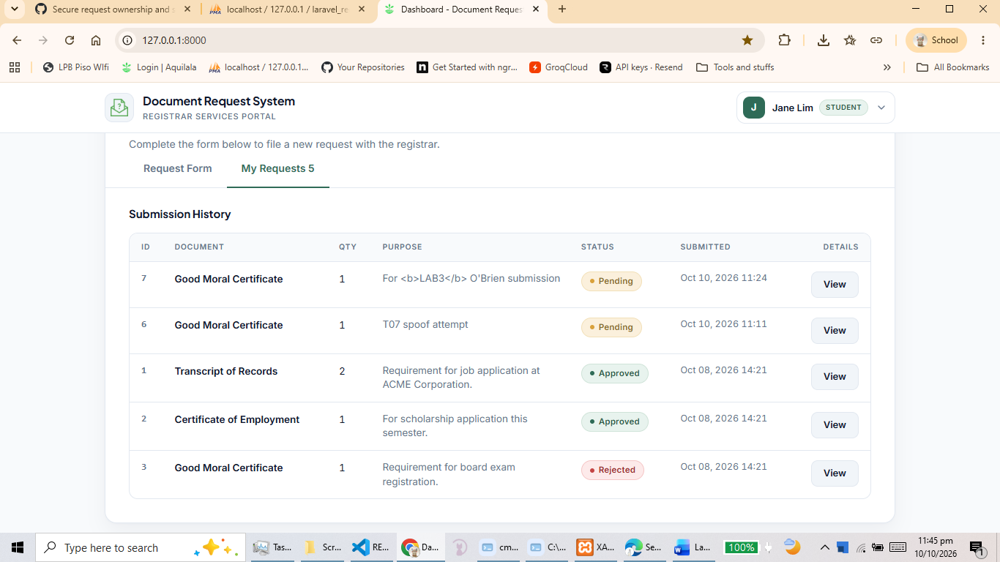 Secure request ownership and s
localhost / 127.0.0.1 / laravel_re
Dashboard - Document Reques
127.0.0.1:8000
School
LPB Piso WIfi
Login | Aquilala
localhost / 127.0.0.1...
Your Repositories
Get Started with ngr...
GroqCloud
API keys · Resend
Tools and stuffs
All Bookmarks
Document Request System
REGISTRAR SERVICES PORTAL
J
Jane Lim
STUDENT
Complete the form below to file a new request with the registrar.
Request Form
My Requests 5
Submission History
ID DOCUMENT QTY PURPOSE STATUS SUBMITTED DETAILS
7 Good Moral Certificate 1 For <b>LAB3</b> O'Brien submission Pending Oct 10, 2026 11:24 View
6 Good Moral Certificate 1 T07 spoof attempt Pending Oct 10, 2026 11:11 View
1 Transcript of Records 2 Requirement for job application at Approved Oct 08, 2026 14:21 View
ACME Corporation.
2 Certificate of Employment 1 For scholarship application this Approved Oct 08, 2026 14:21 View
semester.
3 Good Moral Certificate 1 Requirement for board exam Rejected Oct 08, 2026 14:21 View
registration.
Type here to search
Tas...
Scr...
RE...
Da...
cm...
C:\...
XA...
Se...
La...
100%
11:45 pm
10/10/2026
1